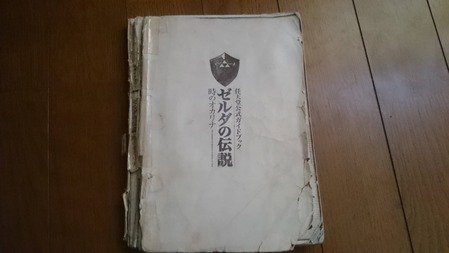 任天堂公式ガイドブック
ゼルダの伝説
時のオカリナ